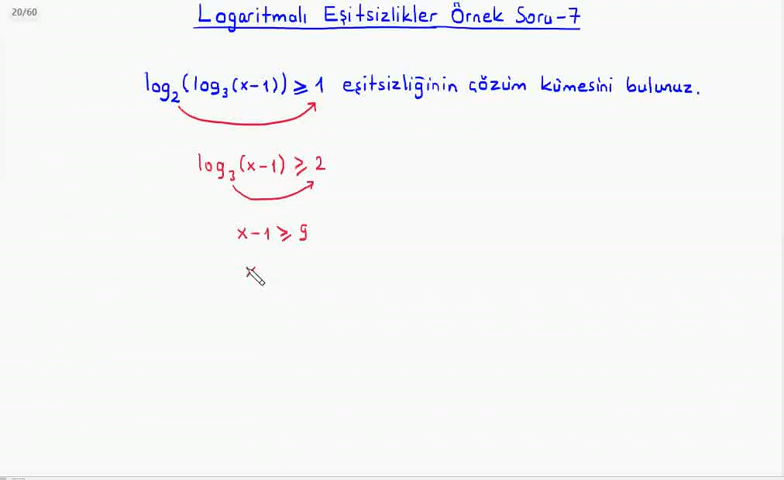 20/60
Logaritmalı Eşitsizlikler Örnek Soru-7
log₂(log₃(x-1)) ⩾ 1 eşitsizliğinin çözüm kümesini bulunuz.
log₃(x-1) ⩾ 2
x-1 ⩾ 9
x